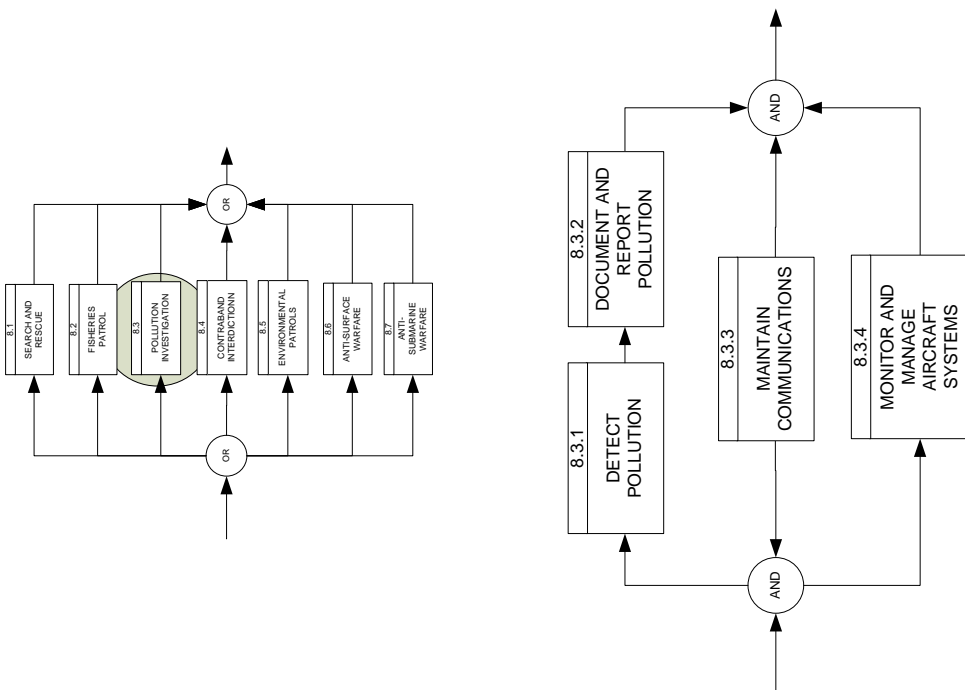 8.1
SEARCH AND
RESCUE
8.2
FISHERIES
PATROL
8.3
POLLUTION
INVESTIGATION
8.4
CONTRABAND
INTERDICTIONN
8.5
ENVIRONMENTAL
PATROLS
8.6
ANTI-SURFACE
WARFARE
8.7
ANTI-
SUBMARINE
WARFARE
OR
OR
8.3.1
DETECT
POLLUTION
8.3.2
DOCUMENT AND
REPORT
POLLUTION
8.3.3
MAINTAIN
COMMUNICATIONS
8.3.4
MONITOR AND
MANAGE
AIRCRAFT
SYSTEMS
AND
AND